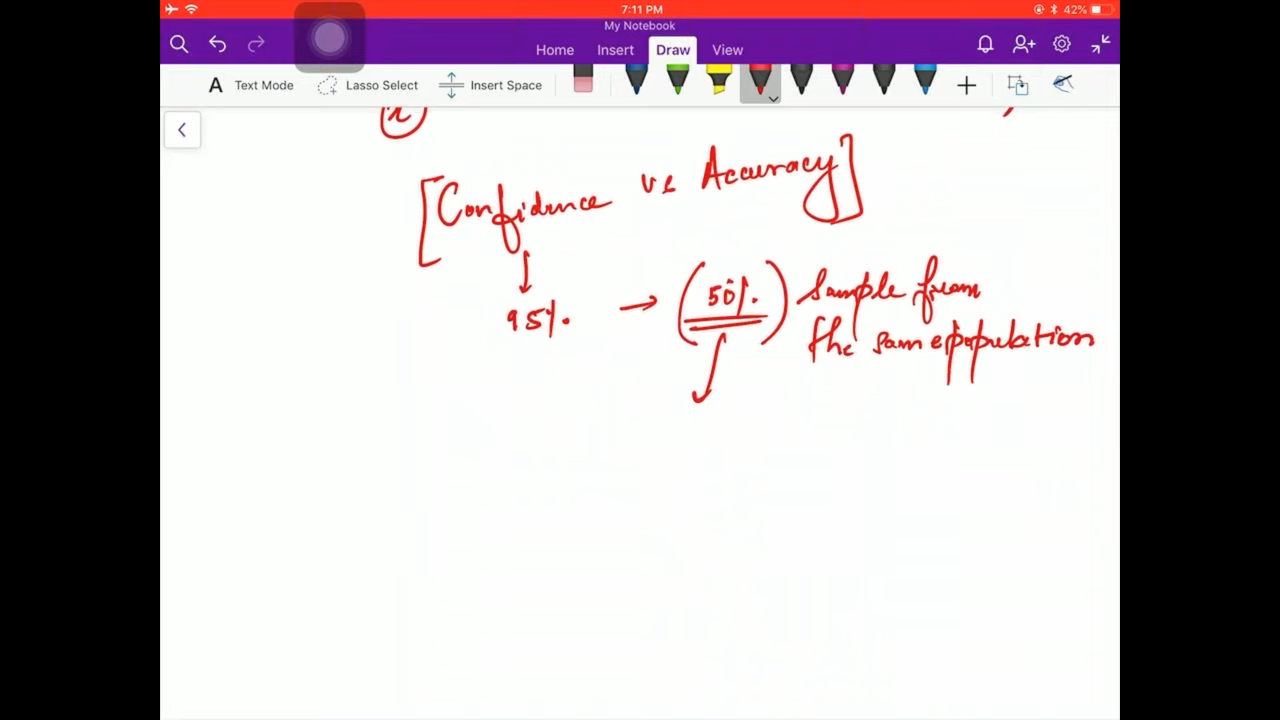 7:11 PM
42%
My Notebook
Home Insert Draw View
A Text Mode Lasso Select Insert Space
[Confidence vs Accuracy]
95% → (50%) Sample from
the same population